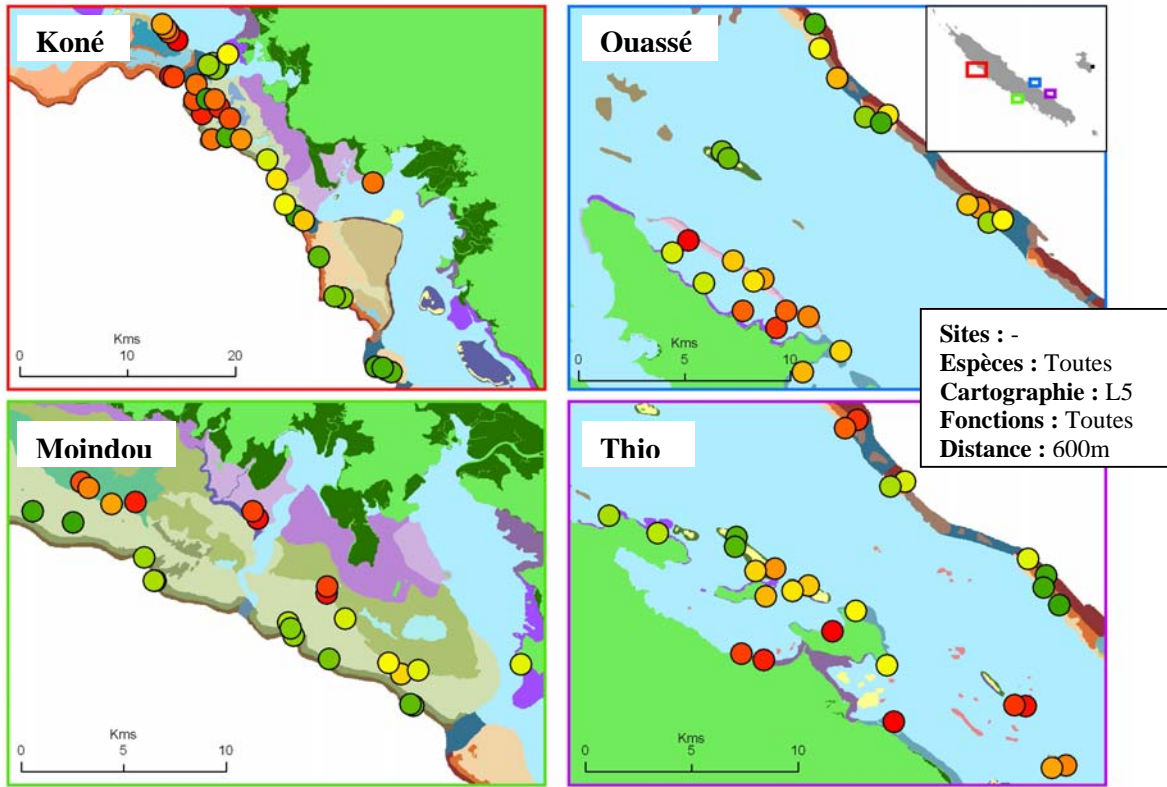 Koné
Kms
0 10 20
Ouassé
Kms
0 5 10
Sites : -
Espèces : Toutes
Cartographie : L5
Fonctions : Toutes
Distance : 600m
Moindou
Kms
0 5 10
Thio
Kms
0 5 10